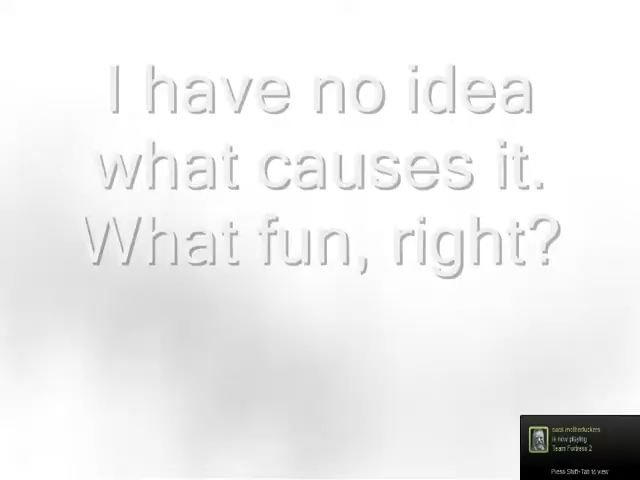 I have no idea
what causes it.
What fun, right?
is now playing
Team Fortress 2
Press Shift+Tab to view